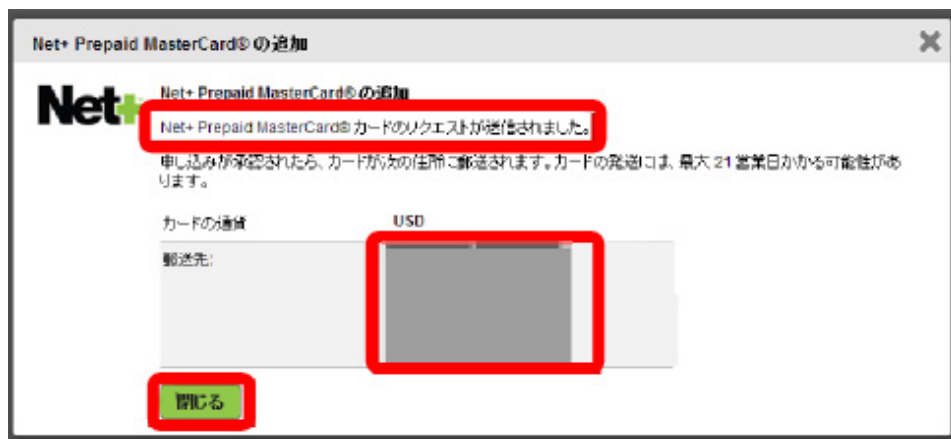 Net+ Prepaid MasterCard® の追加
Net+
Net+ Prepaid MasterCard® の追加
Net+ Prepaid MasterCard® カードのリクエストが送信されました。
申し込みが承認されたら、カードが次の住所に郵送されます。カードの発送には、最大 21 営業日かかる可能性があ
ります。
カードの通貨 USD
郵送先:
閉じる